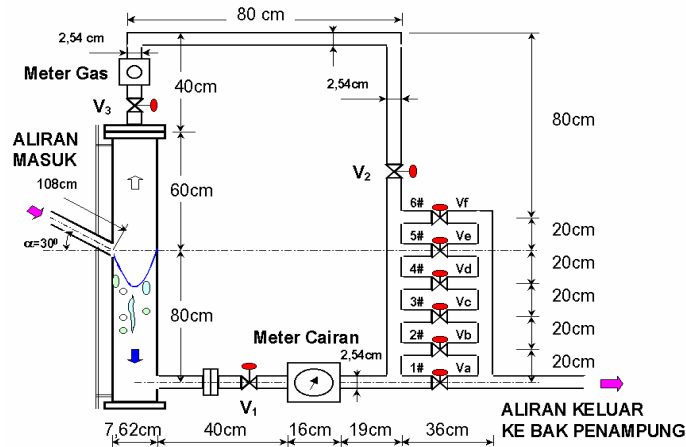 80 cm
2,54 cm
Meter Gas
40cm
2,54cm
80cm
V3
ALIRAN
MASUK
108cm
60cm
V2
α=30⁰
6# Vf
20cm
5# Ve
20cm
4# Vd
20cm
3# Vc
20cm
2# Vb
20cm
1# Va
80cm
Meter Cairan
2,54cm
V1
ALIRAN KELUAR
KE BAK PENAMPUNG
7,62cm 40cm 16cm 19cm 36cm